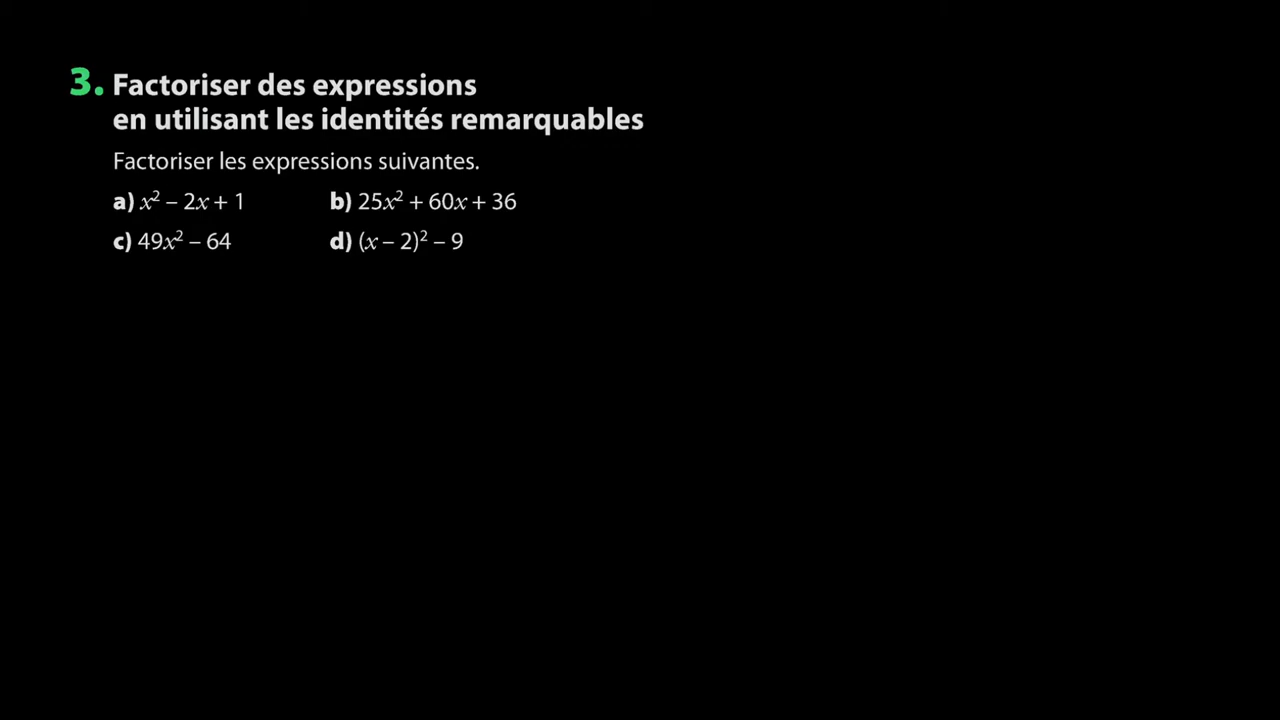 3. Factoriser des expressions
en utilisant les identités remarquables
Factoriser les expressions suivantes.
a) x² – 2x + 1 b) 25x² + 60x + 36
c) 49x² – 64 d) (x – 2)² – 9